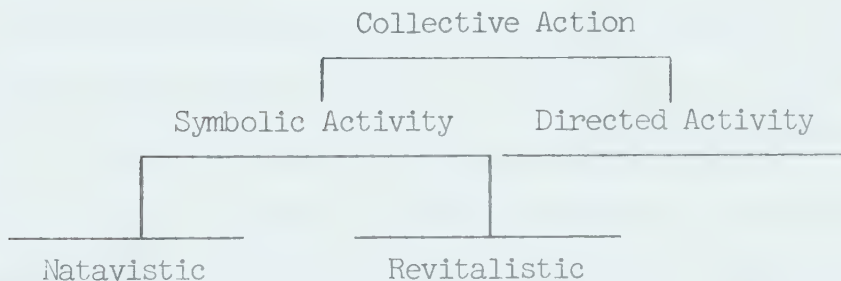 Collective Action
Symbolic Activity Directed Activity
Natavistic Revitalistic